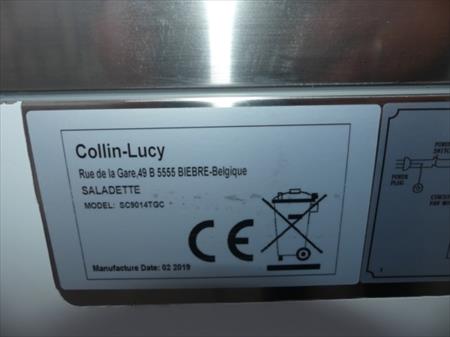 Collin-Lucy
Rue de la Gare,49 B 5555 BIEBRE-Belgique
SALADETTE
MODEL: SC9014TGC
CE
Manufacture Date: 02 2019
POWER
PLUG